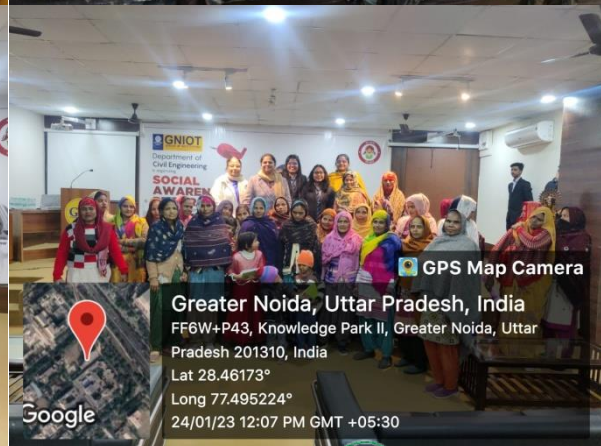 GNIOT
Department of
Civil Engineering
SOCIAL
GPS Map Camera
Greater Noida, Uttar Pradesh, India
FF6W+P43, Knowledge Park II, Greater Noida, Uttar
Pradesh 201310, India
Lat 28.46173°
Long 77.495224°
24/01/23 12:07 PM GMT +05:30
Google